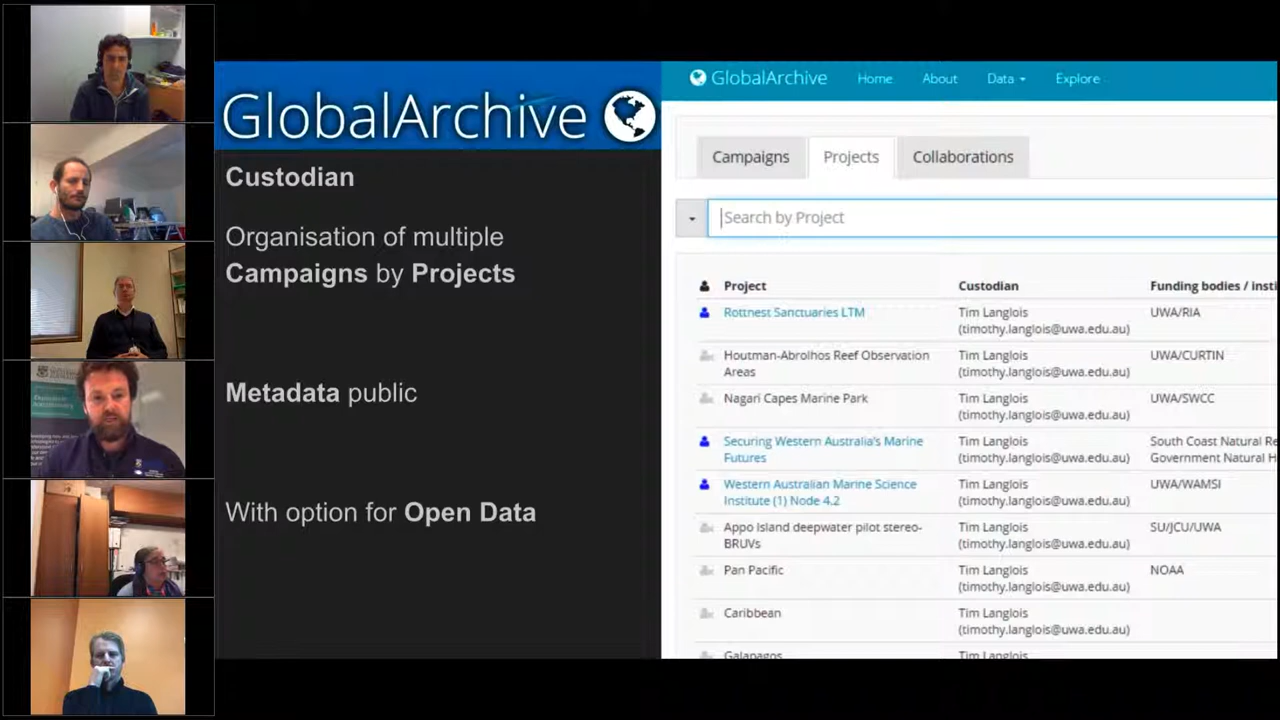 GlobalArchive
Custodian
Organisation of multiple
Campaigns by Projects
Metadata public
With option for Open Data
GlobalArchive Home About Data Explore
Campaigns Projects Collaborations
Search by Project
Project Custodian Funding bodies / insti
Rottnest Sanctuaries LTM Tim Langlois UWA/RIA
(timothy.langlois@uwa.edu.au)
Houtman-Abrolhos Reef Observation Tim Langlois UWA/CURTIN
Areas (timothy.langlois@uwa.edu.au)
Nagari Capes Marine Park Tim Langlois UWA/SWCC
(timothy.langlois@uwa.edu.au)
Securing Western Australia's Marine Tim Langlois South Coast Natural Re
Futures (timothy.langlois@uwa.edu.au) Government Natural H
Western Australian Marine Science Tim Langlois UWA/WAMSI
Institute (1) Node 4.2 (timothy.langlois@uwa.edu.au)
Appo Island deepwater pilot stereo- Tim Langlois SU/JCU/UWA
BRUVs (timothy.langlois@uwa.edu.au)
Pan Pacific Tim Langlois NOAA
(timothy.langlois@uwa.edu.au)
Caribbean Tim Langlois
(timothy.langlois@uwa.edu.au)
Galapagos Tim Langlois